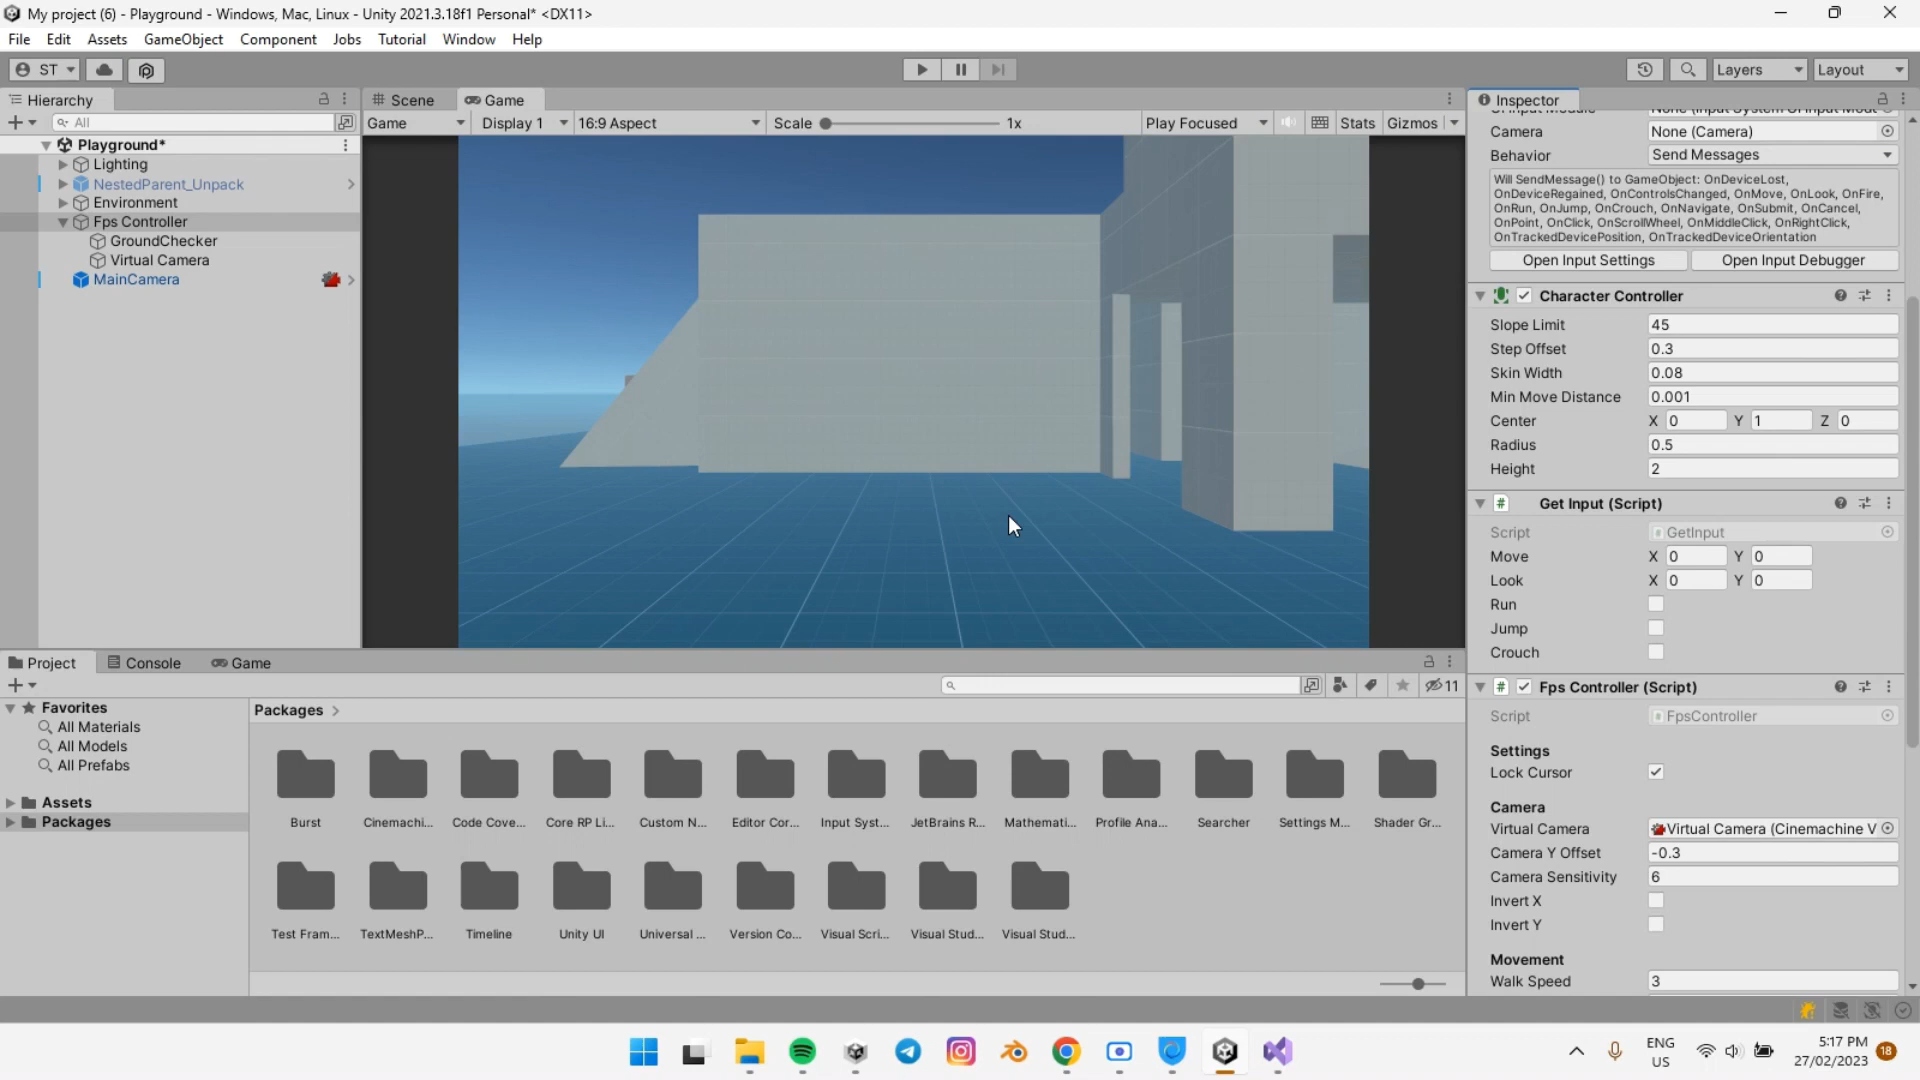 My project (6) - Playground - Windows, Mac, Linux - Unity 2021.3.18f1 Personal* <DX11>
File Edit Assets GameObject Component Jobs Tutorial Window Help
ST Layers Layout
Hierarchy
All
Playground*
Lighting
NestedParent_Unpack
Environment
Fps Controller
GroundChecker
Virtual Camera
MainCamera
Scene Game
Game Display 1 16:9 Aspect Scale 1x Play Focused Stats Gizmos
Inspector
Camera None (Camera)
Behavior Send Messages
Will SendMessage() to GameObject: OnDeviceLost,
OnDeviceRegained, OnControlsChanged, OnMove, OnLook, OnFire,
OnRun, OnJump, OnCrouch, OnNavigate, OnSubmit, OnCancel,
OnPoint, OnClick, OnScrollWheel, OnMiddleClick, OnRightClick,
OnTrackedDevicePosition, OnTrackedDeviceOrientation
Open Input Settings Open Input Debugger
Character Controller
Slope Limit 45
Step Offset 0.3
Skin Width 0.08
Min Move Distance 0.001
Center X 0 Y 1 Z 0
Radius 0.5
Height 2
Get Input (Script)
Script GetInput
Move X 0 Y 0
Look X 0 Y 0
Run
Jump
Crouch
Fps Controller (Script)
Script FpsController
Settings
Lock Cursor
Camera
Virtual Camera Virtual Camera (Cinemachine V
Camera Y Offset -0.3
Camera Sensitivity 6
Invert X
Invert Y
Movement
Walk Speed 3
Project Console Game
11
Favorites
All Materials
All Models
All Prefabs
Assets
Packages
Packages
Burst Cinemachi... Code Cove... Core RP Li... Custom N... Editor Cor... Input Syst... JetBrains R... Mathemati... Profile Ana... Searcher Settings M... Shader Gr...
Test Fram... TextMeshP... Timeline Unity UI Universal ... Version Co... Visual Scri... Visual Stud... Visual Stud...
ENG
US
5:17 PM
27/02/2023
18